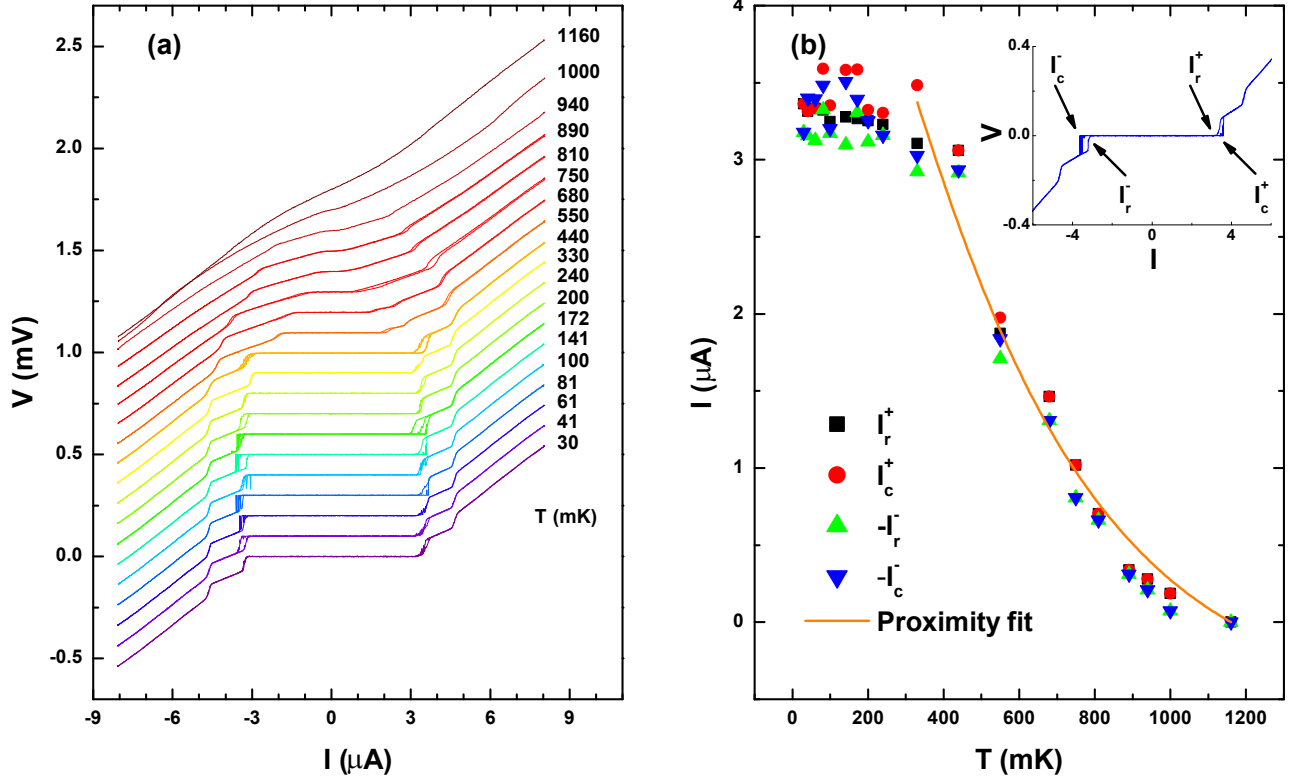 (a)
V (mV)
2.5
2.0
1.5
1.0
0.5
0.0
-0.5
1160
1000
940
890
810
750
680
550
440
330
240
200
172
141
100
81
61
41
30
T (mK)
-9 -6 -3 0 3 6 9
I (μA)
(b)
I (μA)
4
3
2
1
0
I_r^+
I_c^+
-I_r^-
-I_c^-
Proximity fit
0 200 400 600 800 1000 1200
T (mK)
V
0.4
0.0
-0.4
I_c^-
I_r^+
I_r^-
I_c^+
-4 0 4
I